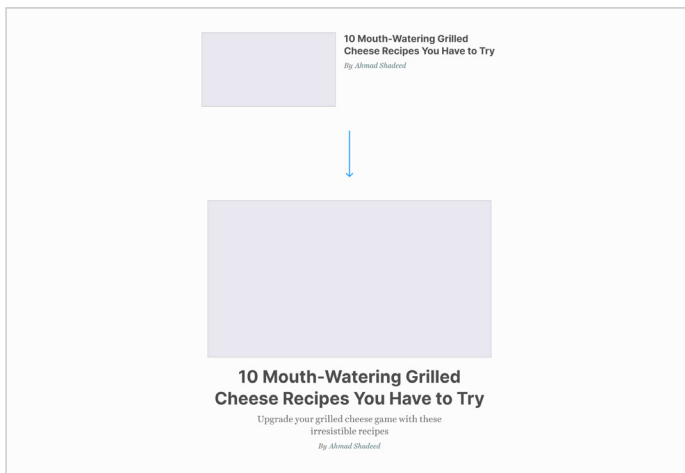 10 Mouth-Watering Grilled
Cheese Recipes You Have to Try
By Ahmad Shadeed
10 Mouth-Watering Grilled
Cheese Recipes You Have to Try
Upgrade your grilled cheese game with these
irresistible recipes
By Ahmad Shadeed